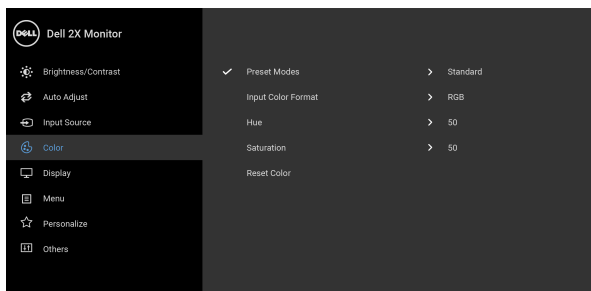 DELL Dell 2X Monitor
Brightness/Contrast
Auto Adjust
Input Source
Color
Display
Menu
Personalize
Others
Preset Modes Standard
Input Color Format RGB
Hue 50
Saturation 50
Reset Color